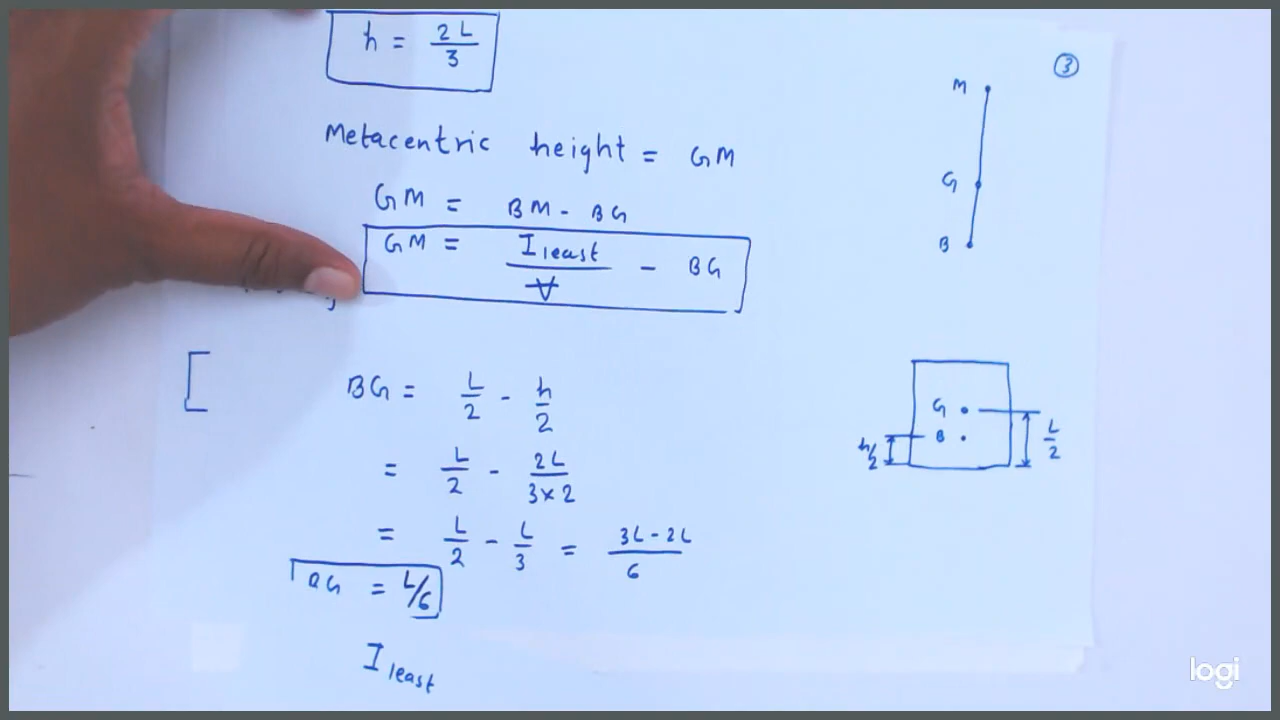 h = 2L/3
③
Metacentric height = GM
GM = BM - BG
GM = I least / V - BG
M
G
B
BG = L/2 - h/2
= L/2 - 2L/3×2
= L/2 - L/3 = 3L - 2L/6
BG = L/6
I least
G
B
h/2
L/2
logi